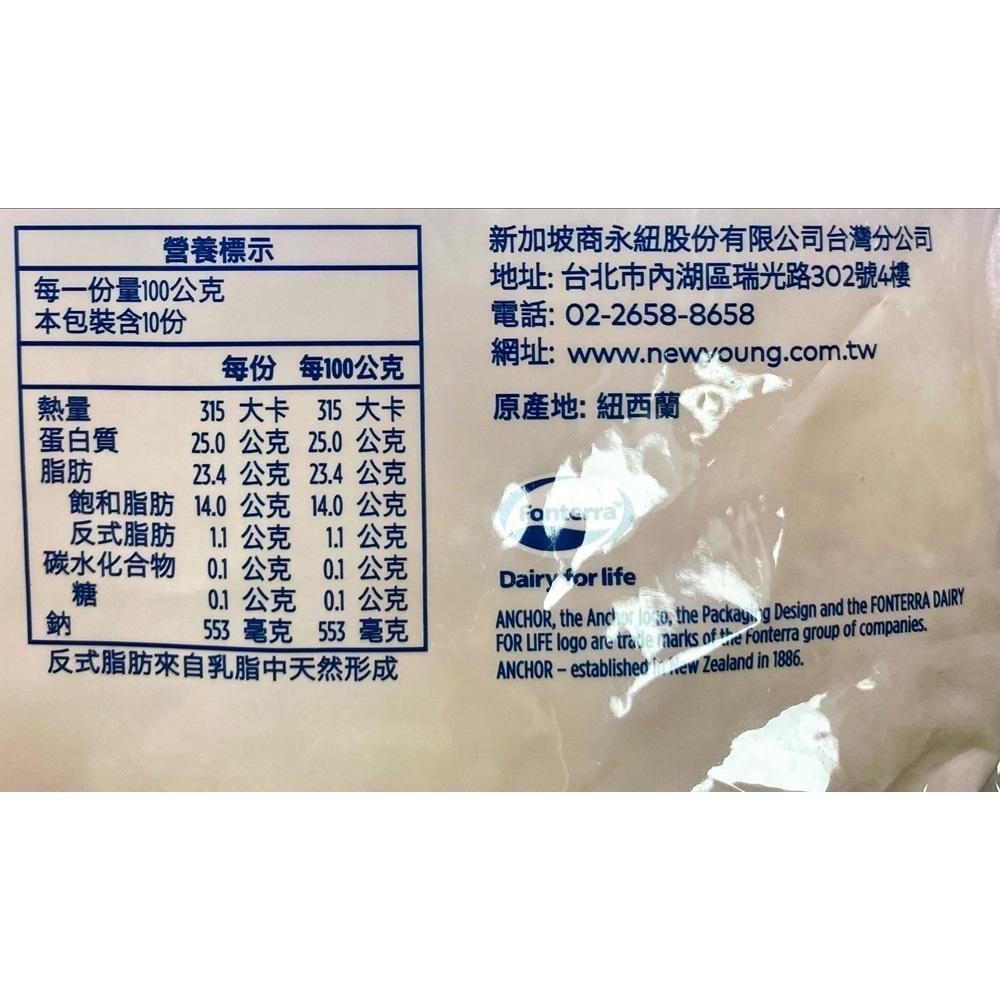 營養標示
每一份量100公克
本包裝含10份
每份 每100公克
熱量 315 大卡 315 大卡
蛋白質 25.0 公克 25.0 公克
脂肪 23.4 公克 23.4 公克
飽和脂肪 14.0 公克 14.0 公克
反式脂肪 1.1 公克 1.1 公克
碳水化合物 0.1 公克 0.1 公克
糖 0.1 公克 0.1 公克
鈉 553 毫克 553 毫克
反式脂肪來自乳脂中天然形成
新加坡商永紐股份有限公司台灣分公司
地址: 台北市內湖區瑞光路302號4樓
電話: 02-2658-8658
網址: www.newyoung.com.tw
原產地: 紐西蘭
Fonterra™
Dairy for life
ANCHOR, the Anchor logo, the Packaging Design and the FONTERRA DAIRY
FOR LIFE logo are trade marks of the Fonterra group of companies.
ANCHOR – established in New Zealand in 1886.